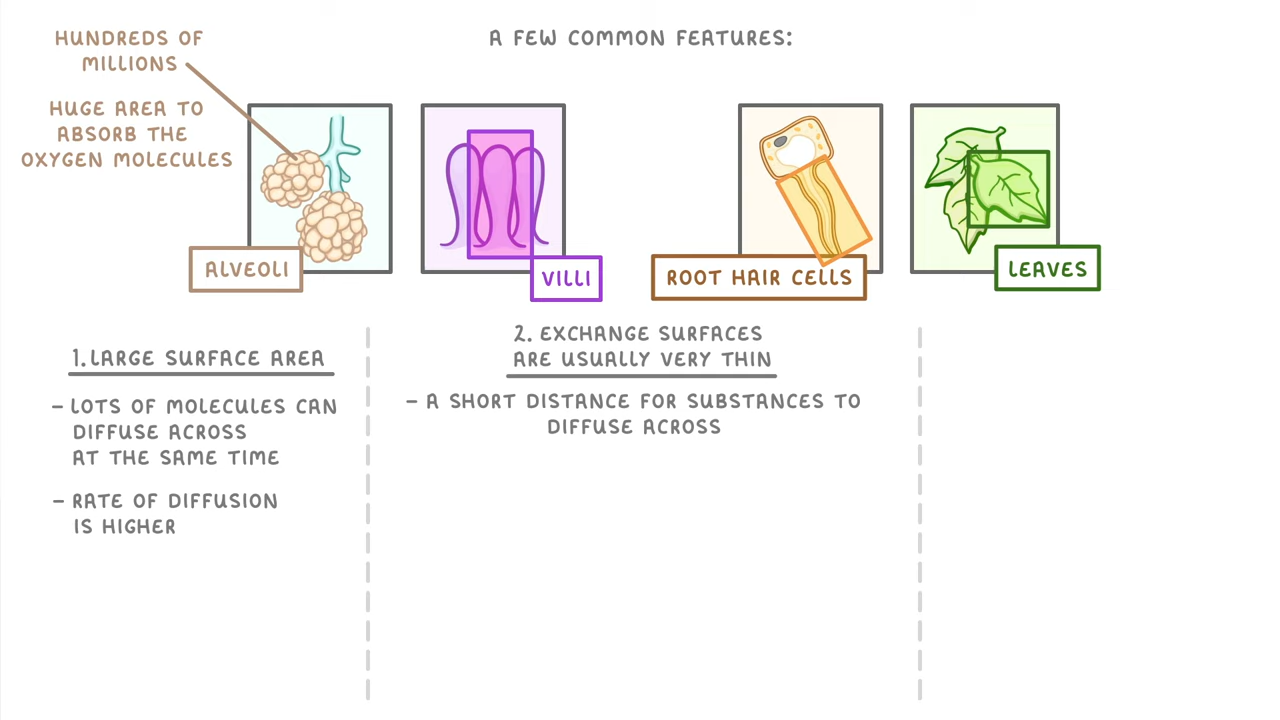 A FEW COMMON FEATURES:
HUNDREDS OF
MILLIONS
HUGE AREA TO
ABSORB THE
OXYGEN MOLECULES
ALVEOLI
VILLI
ROOT HAIR CELLS
LEAVES
1. LARGE SURFACE AREA
- LOTS OF MOLECULES CAN
DIFFUSE ACROSS
AT THE SAME TIME
- RATE OF DIFFUSION
IS HIGHER
2. EXCHANGE SURFACES
ARE USUALLY VERY THIN
- A SHORT DISTANCE FOR SUBSTANCES TO
DIFFUSE ACROSS